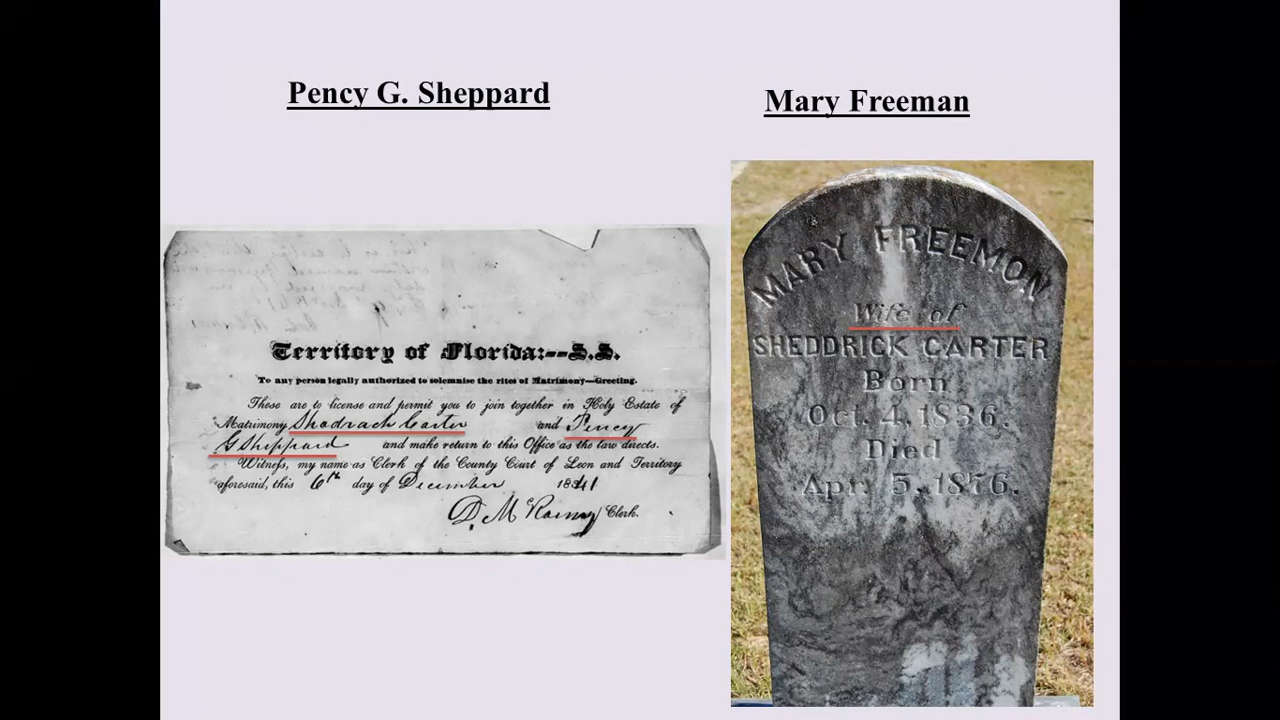 Pency G. Sheppard
Territory of Florida:--S.S.
To any person legally authorized to solemnise the rites of Matrimony—Greeting.
These are to license and permit you to join together in Holy Estate of
Matrimony Shadrach Carter and Pency
G Sheppard and make return to this Office as the law directs.
Witness, my name as Clerk of the County Court of Leon and Territory
aforesaid, this 6th day of December 1841
Clerk.
Mary Freeman
MARY FREEMON
Wife of
SHEDDRICK CARTER
Born
Oct. 4, 1836.
Died
Apr. 5, 1876.